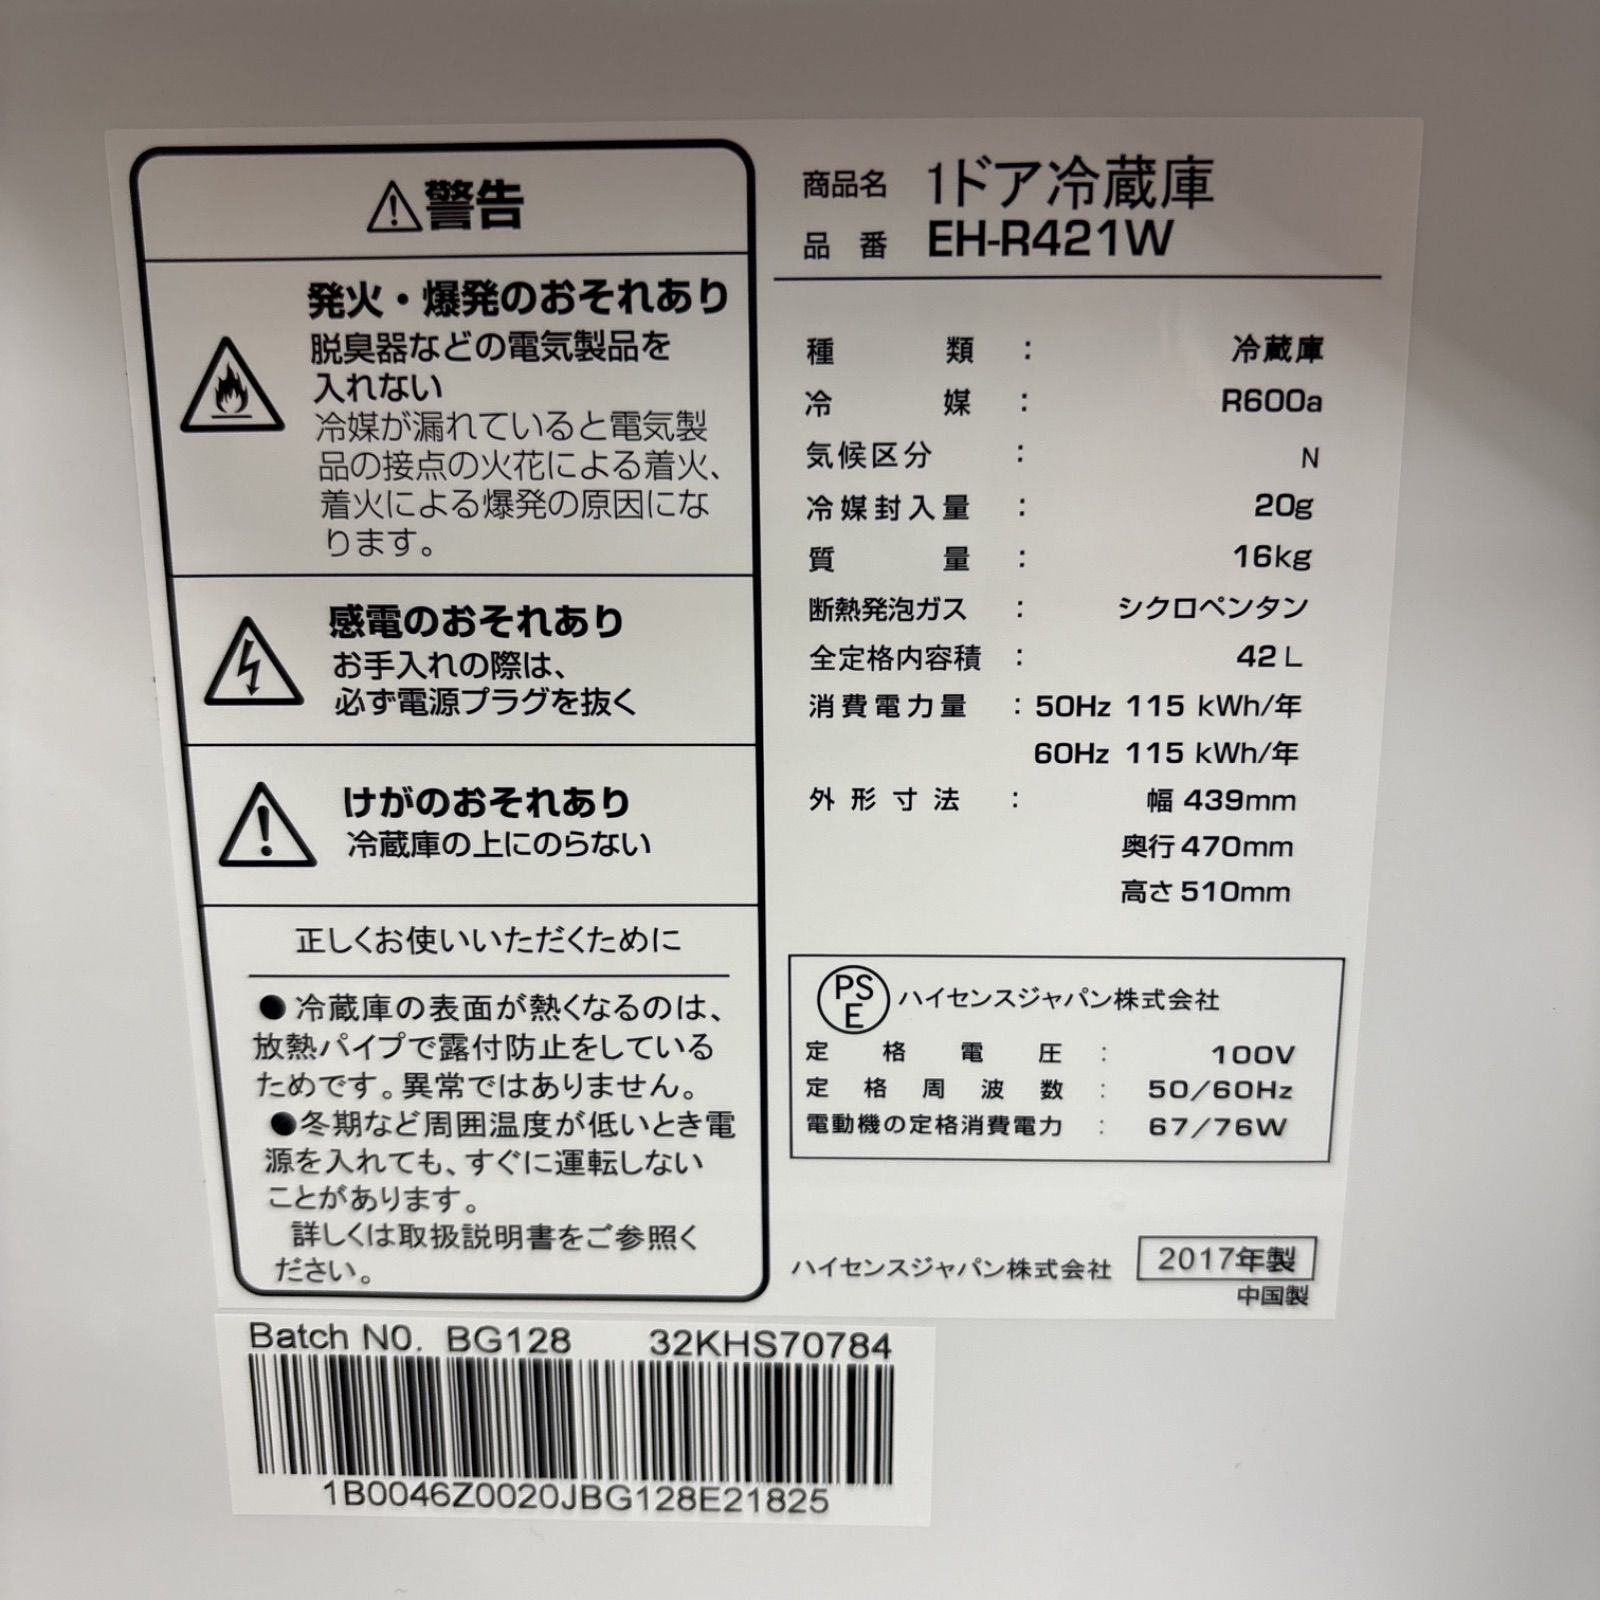 ⚠警告
発火・爆発のおそれあり
脱臭器などの電気製品を
入れない
冷媒が漏れていると電気製
品の接点の火花による着火、
着火による爆発の原因にな
ります。
感電のおそれあり
お手入れの際は、
必ず電源プラグを抜く
けがのおそれあり
冷蔵庫の上にのらない
正しくお使いいただくために
●冷蔵庫の表面が熱くなるのは、
放熱パイプで露付防止をしている
ためです。異常ではありません。
●冬期など周囲温度が低いとき電
源を入れても、すぐに運転しない
ことがあります。
詳しくは取扱説明書をご参照く
ださい。
商品名 1ドア冷蔵庫
品番 EH-R421W
種類 : 冷蔵庫
冷媒 : R600a
気候区分 : N
冷媒封入量 : 20g
質量 : 16kg
断熱発泡ガス : シクロペンタン
全定格内容積 : 42 L
消費電力量 : 50Hz 115 kWh/年
60Hz 115 kWh/年
外形寸法 : 幅 439mm
奥行 470mm
高さ 510mm
PSE ハイセンスジャパン株式会社
定格電圧 : 100V
定格周波数 : 50/60Hz
電動機の定格消費電力 : 67/76W
ハイセンスジャパン株式会社 2017年製
中国製
Batch N0. BG128 32KHS70784
1B0046Z0020JBG128E21825